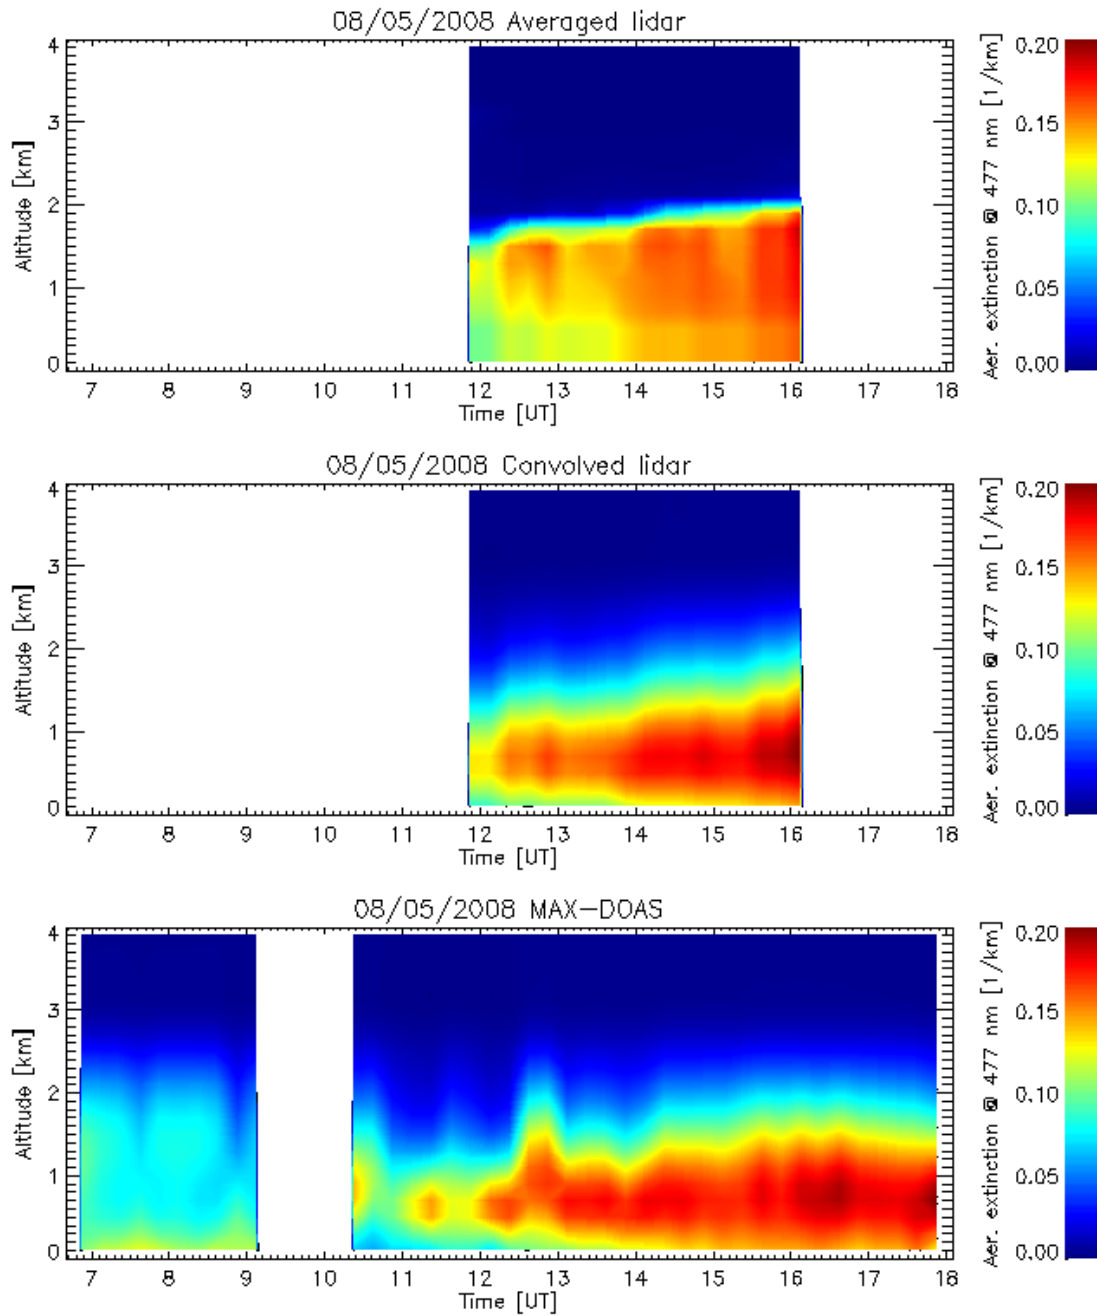 08/05/2008 Averaged lidar
4
3
2
1
0
Altitude [km]
7 8 9 10 11 12 13 14 15 16 17 18
Time [UT]
0.20
0.15
0.10
0.05
0.00
Aer. extinction @ 477 nm [1/km]
08/05/2008 Convolved lidar
4
3
2
1
0
Altitude [km]
7 8 9 10 11 12 13 14 15 16 17 18
Time [UT]
0.20
0.15
0.10
0.05
0.00
Aer. extinction @ 477 nm [1/km]
08/05/2008 MAX-DOAS
4
3
2
1
0
Altitude [km]
7 8 9 10 11 12 13 14 15 16 17 18
Time [UT]
0.20
0.15
0.10
0.05
0.00
Aer. extinction @ 477 nm [1/km]